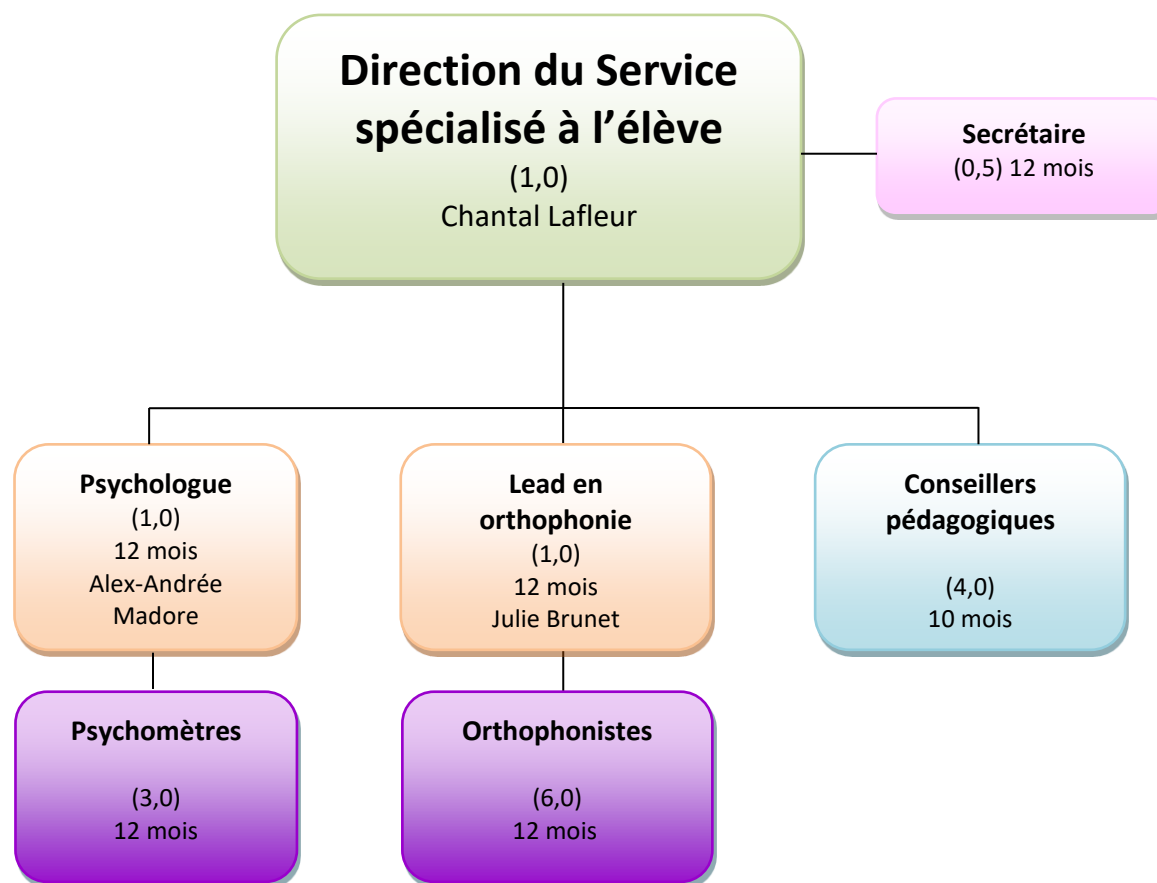 Direction du Service
spécialisé à l’élève
(1,0)
Chantal Lafleur
Secrétaire
(0,5) 12 mois
Psychologue
(1,0)
12 mois
Alex-Andrée
Madore
Lead en
orthophonie
(1,0)
12 mois
Julie Brunet
Conseillers
pédagogiques
(4,0)
10 mois
Psychomètres
(3,0)
12 mois
Orthophonistes
(6,0)
12 mois